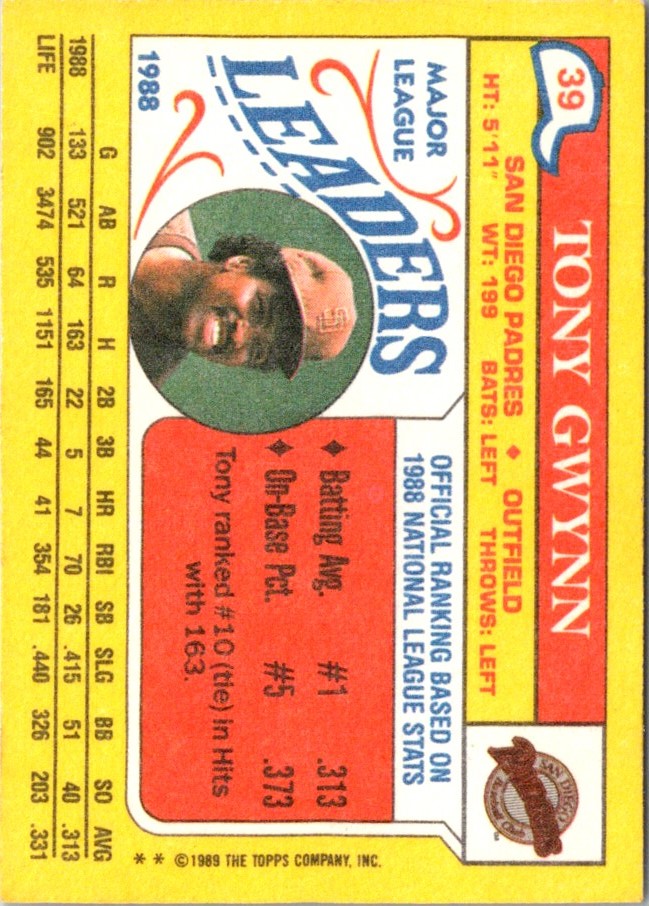 39
TONY GWYNN
SAN DIEGO PADRES ◆ OUTFIELD
HT: 5'11" WT: 199 BATS: LEFT THROWS: LEFT
SAN DIEGO
Padres
MAJOR
LEAGUE
LEADERS
1988
OFFICIAL RANKING BASED ON
1988 NATIONAL LEAGUE STATS
◆ Batting Avg. #1 .313
◆ On-Base Pct. #5 .373
Tony ranked #10 (tie) in Hits
with 163.
G AB R H 2B 3B HR RBI SB SLG BB SO AVG
1988 133 521 64 163 22 5 7 70 26 .415 51 40 .313
LIFE 902 3474 535 1151 165 44 41 354 181 .440 326 203 .331
* * ©1989 THE TOPPS COMPANY, INC.